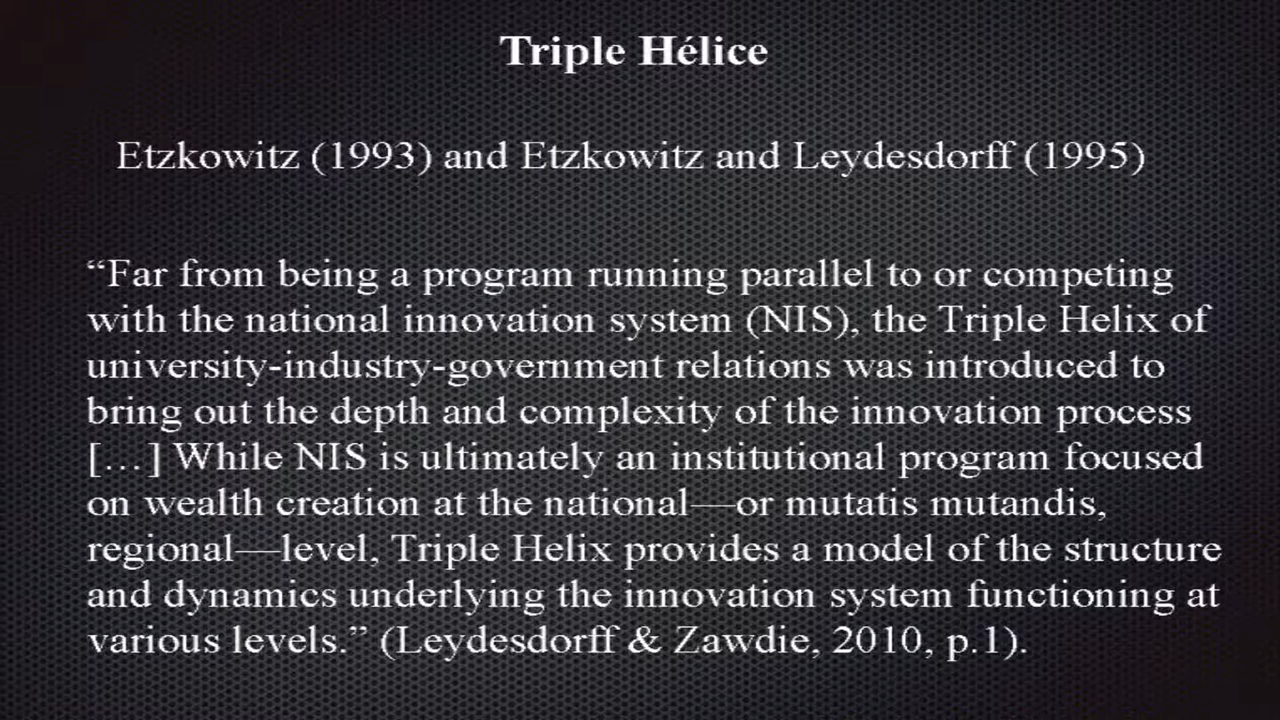 Triple Hélice
Etzkowitz (1993) and Etzkowitz and Leydesdorff (1995)
“Far from being a program running parallel to or competing
with the national innovation system (NIS), the Triple Helix of
university-industry-government relations was introduced to
bring out the depth and complexity of the innovation process
[…] While NIS is ultimately an institutional program focused
on wealth creation at the national—or mutatis mutandis,
regional—level, Triple Helix provides a model of the structure
and dynamics underlying the innovation system functioning at
various levels.” (Leydesdorff & Zawdie, 2010, p.1).